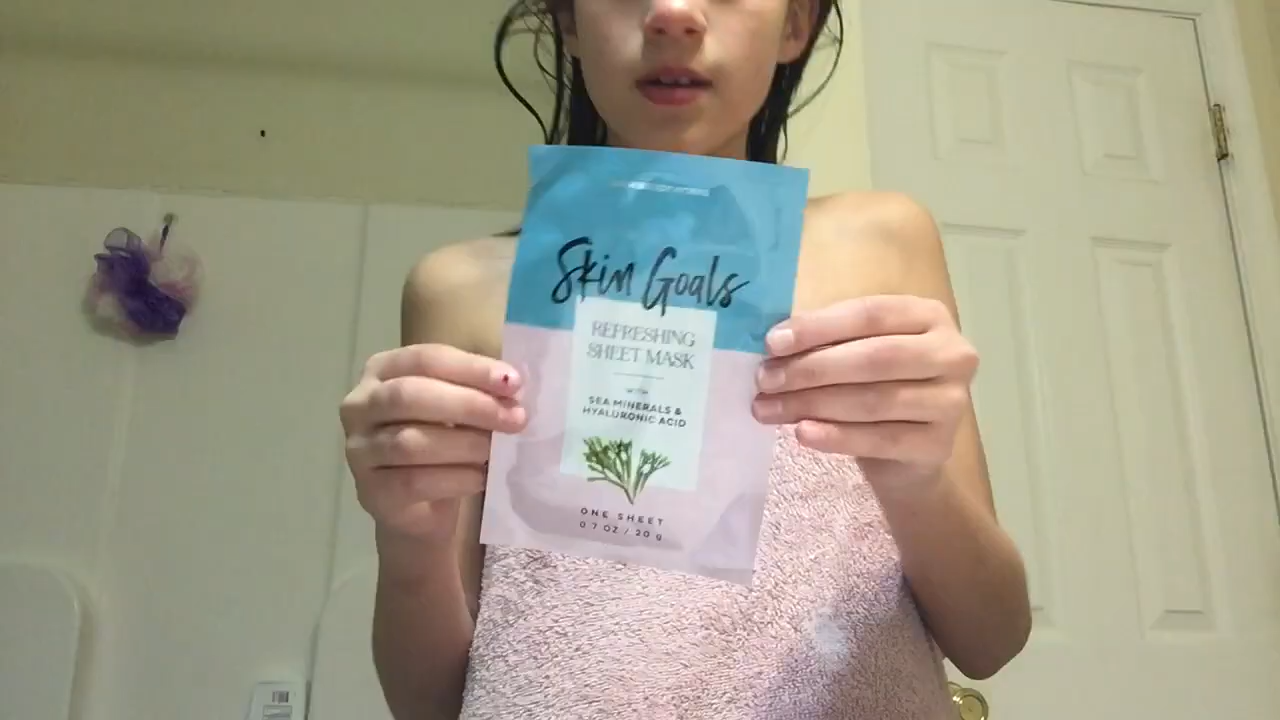 Skin Goals
REFRESHING
SHEET MASK
WITH
SEA MINERALS &
HYALURONIC ACID
ONE SHEET
0.7 OZ / 20 g